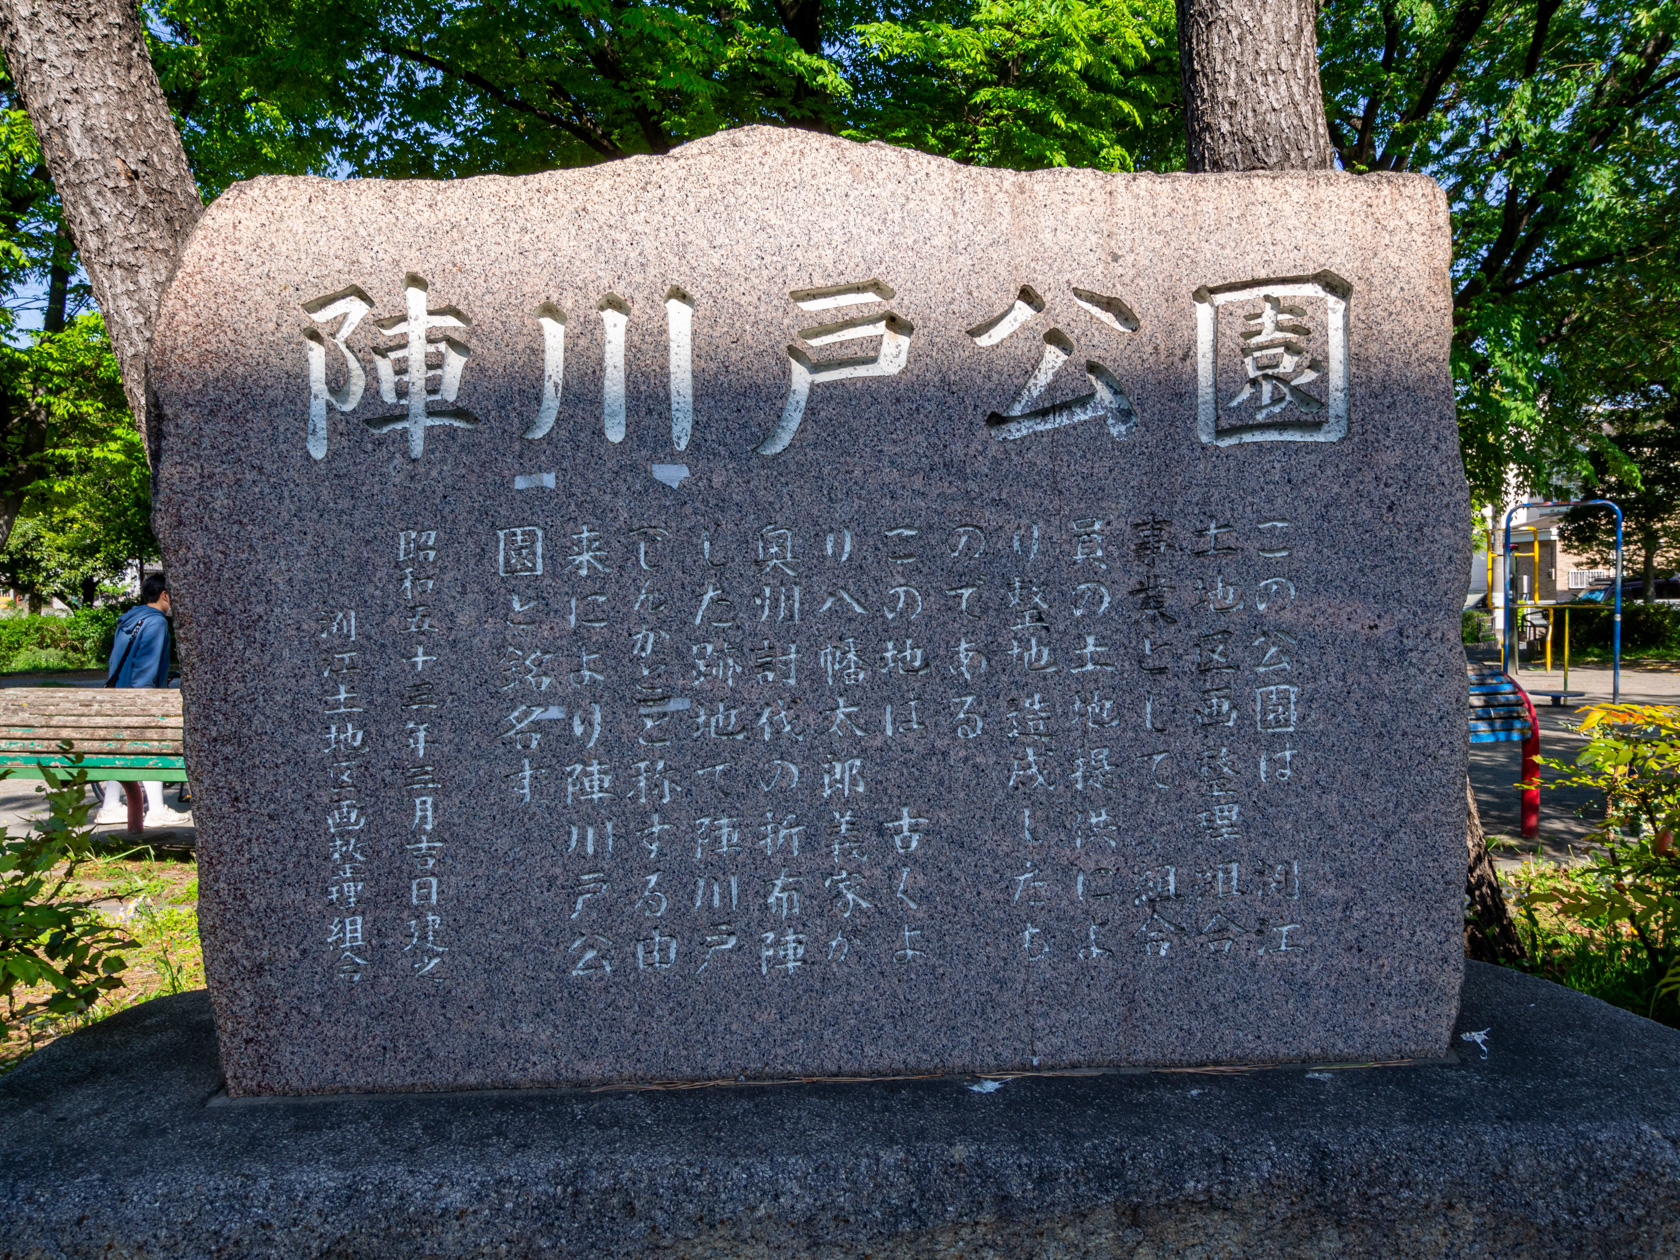 陣川戸公園
この公園は 渕江
土地区画整理組合
事業として 組合
員の土地提供によ
り整地造成したも
のである
この地は 古くよ
り八幡太郎義家が
奥州討伐の折布陣
した跡地で陣川戸
でんかとと称する由
来により陣川戸公
園と銘名す
昭和五十三年三月吉日建之
渕江土地区画整理組合